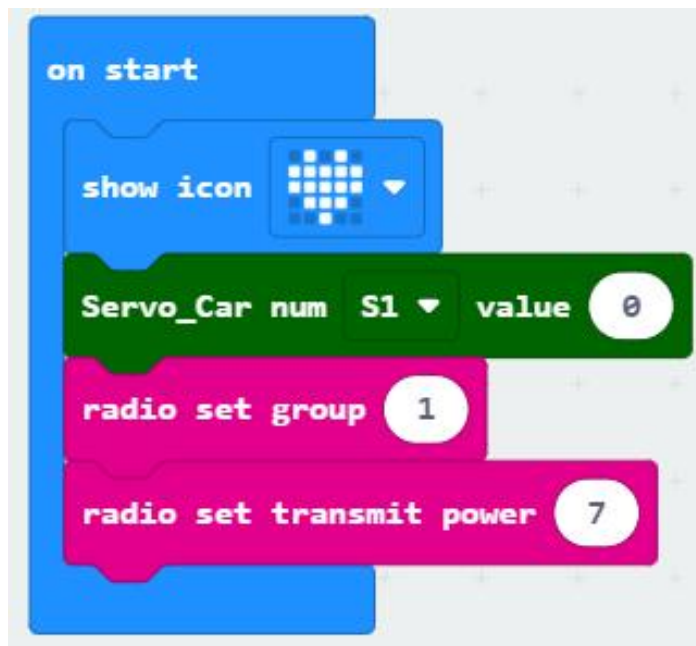 on start
show icon
Servo_Car num S1 value 0
radio set group 1
radio set transmit power 7